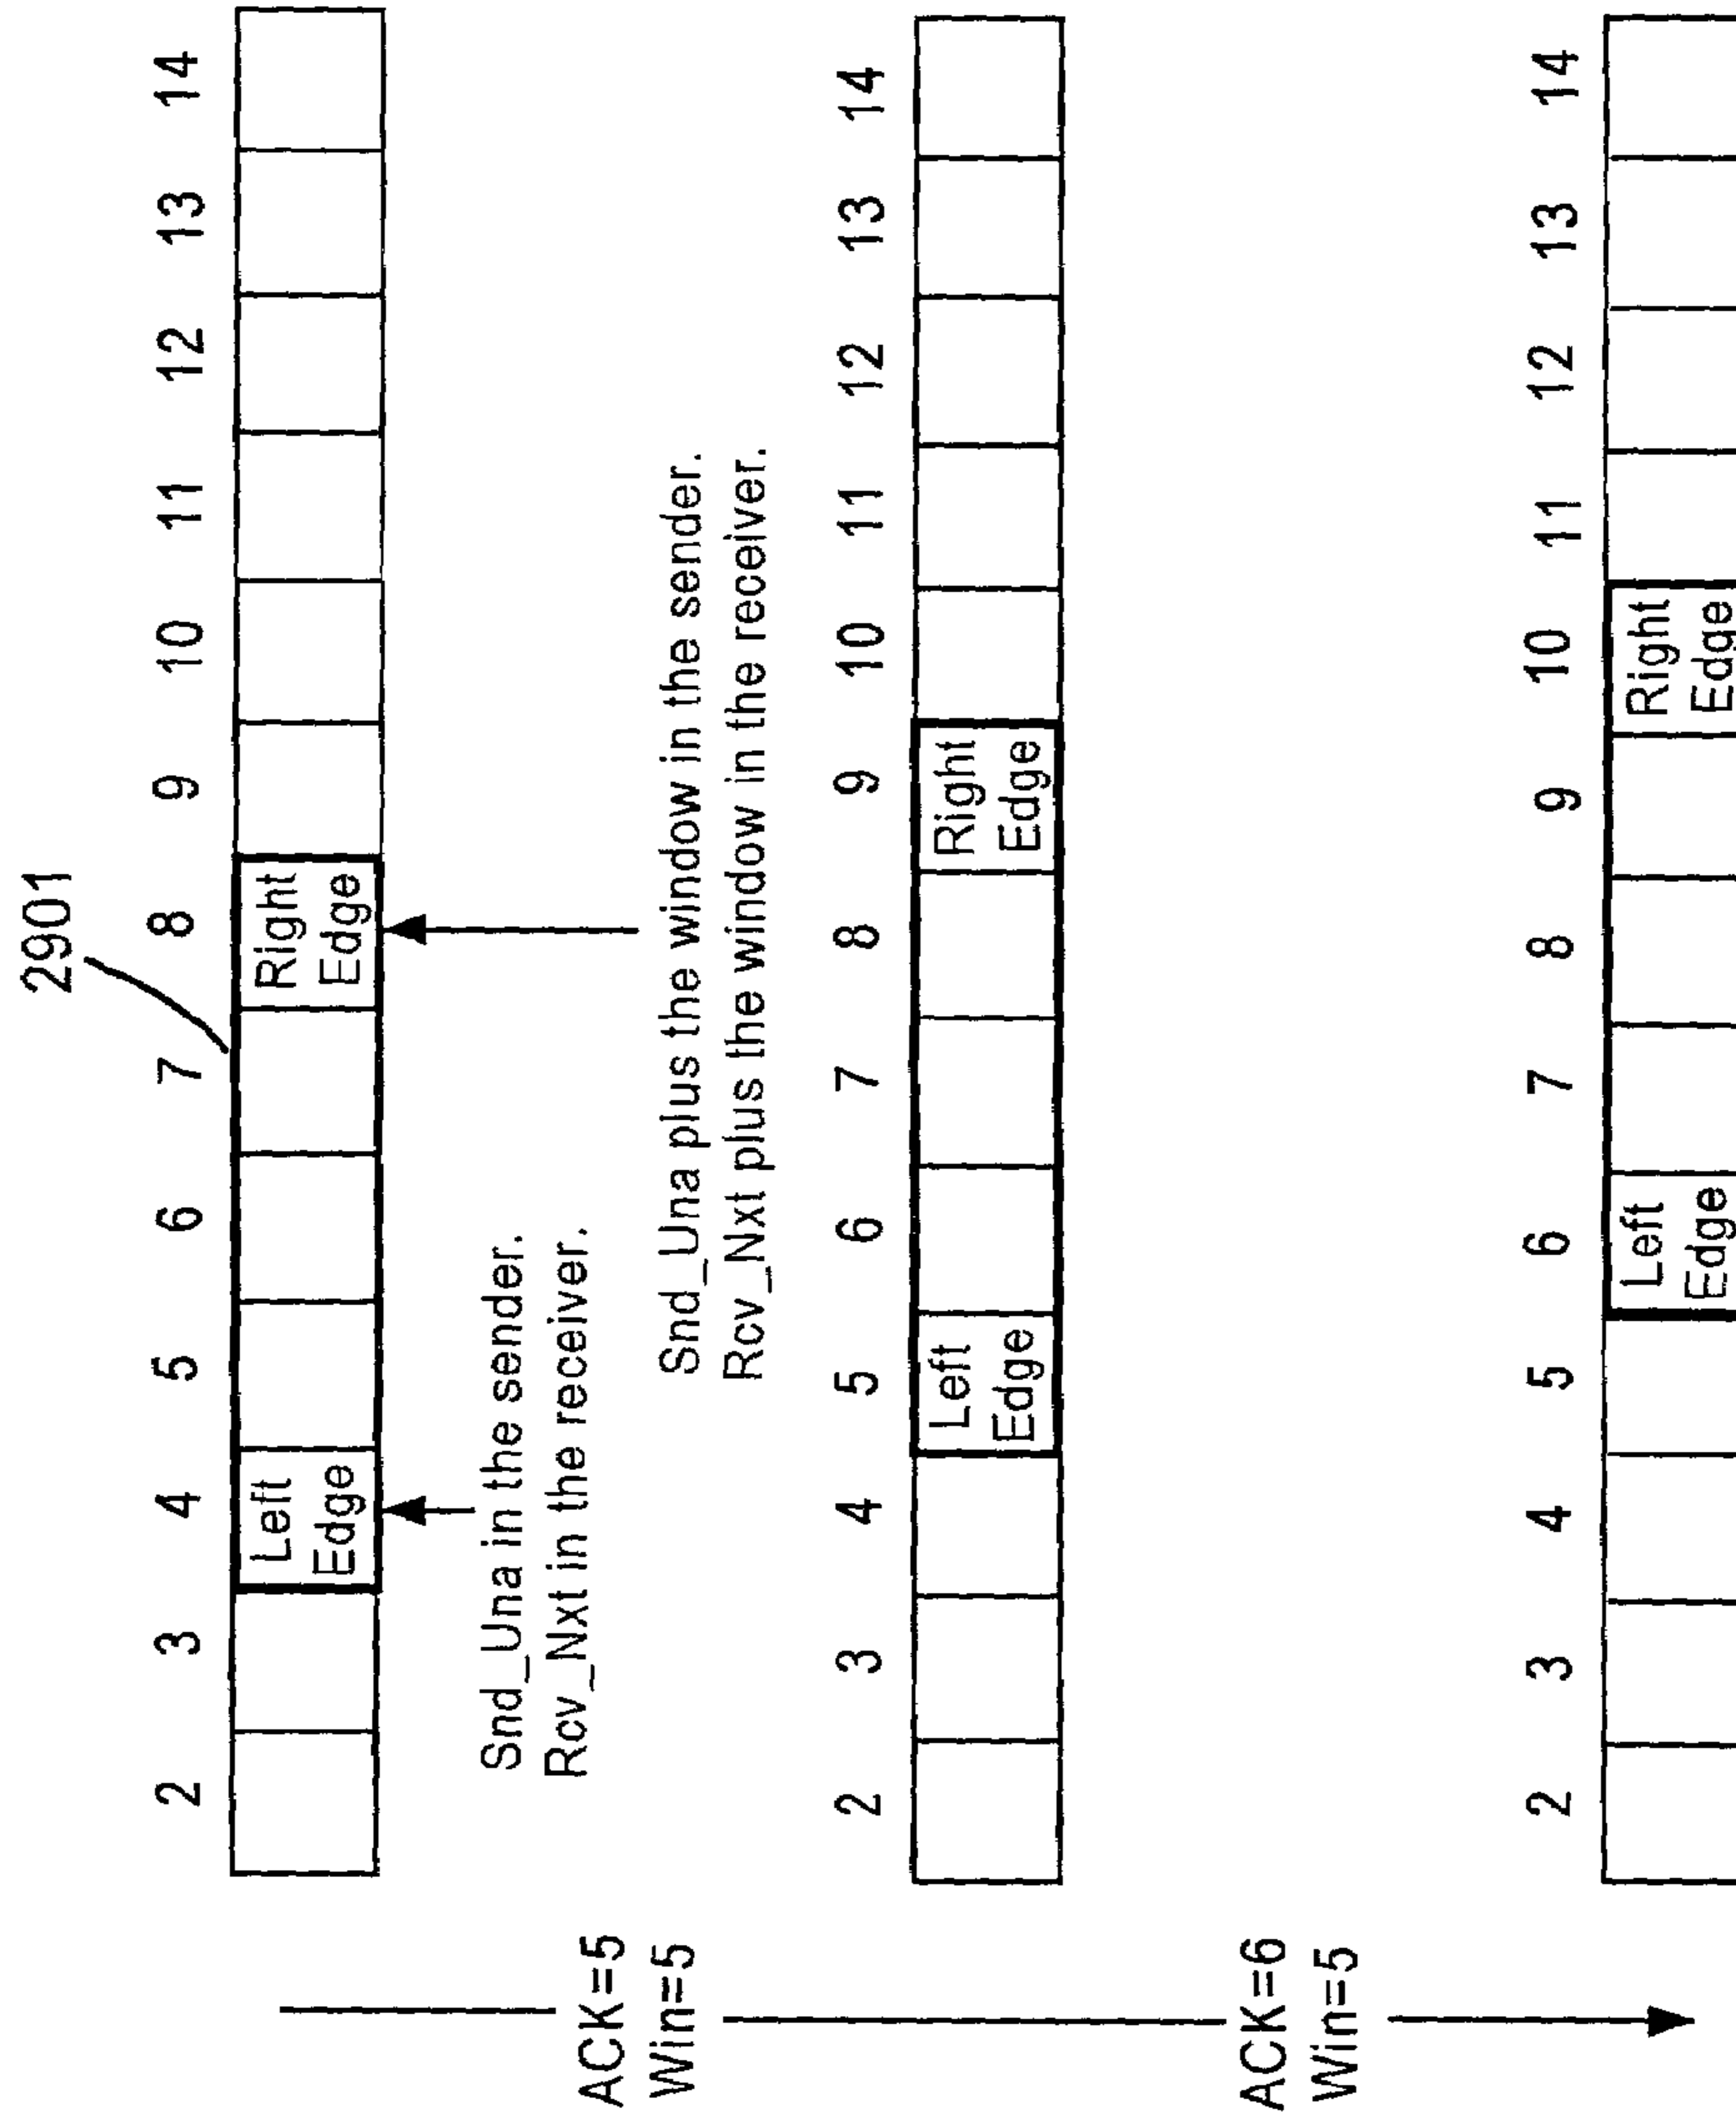 2901
2 3 4 5 6 7 8 9 10 11 12 13 14
Left
Edge
Right
Edge
Snd_Una in the sender.
Rcv_Nxt in the receiver.
Snd_Una plus the window in the sender.
Rcv_Nxt plus the window in the receiver.
ACK=5
Win=5
2 3 4 5 6 7 8 9 10 11 12 13 14
Left
Edge
Right
Edge
ACK=6
Win=5
2 3 4 5 6 7 8 9 10 11 12 13 14
Left
Edge
Right
Edge